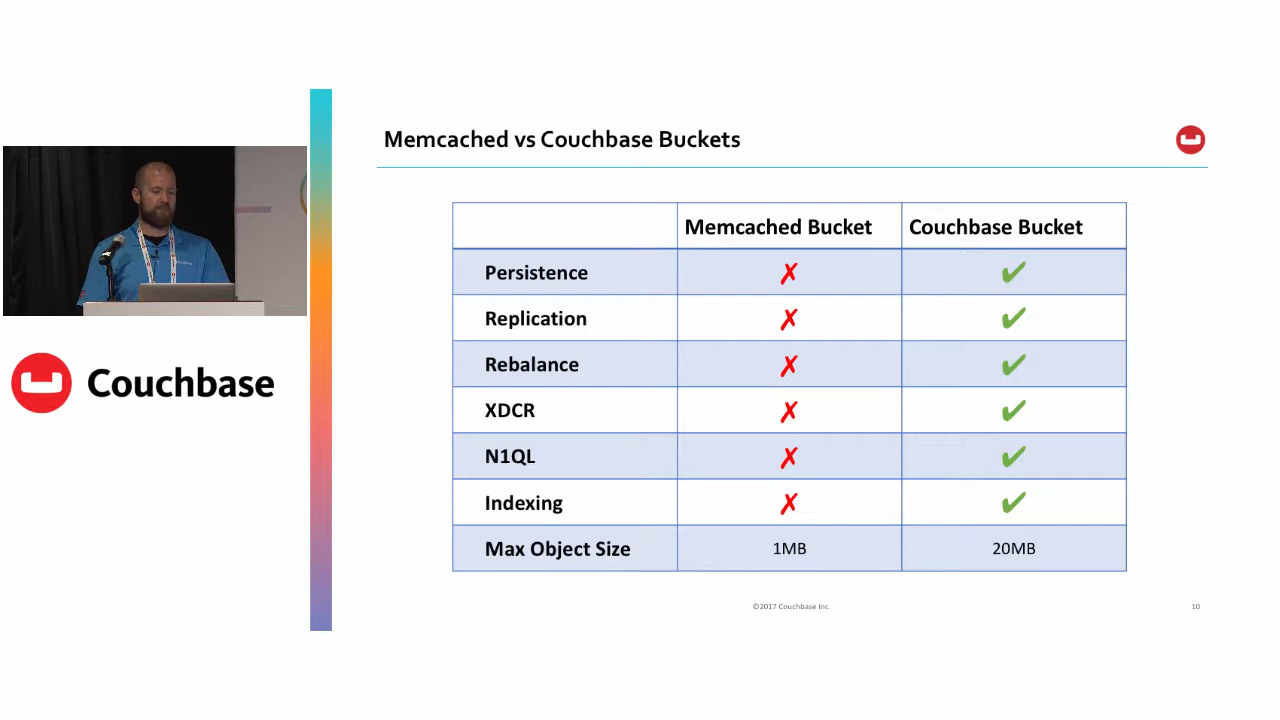 Memcached vs Couchbase Buckets
Memcached Bucket Couchbase Bucket
Persistence ✗ ✔
Replication ✗ ✔
Rebalance ✗ ✔
XDCR ✗ ✔
N1QL ✗ ✔
Indexing ✗ ✔
Max Object Size 1MB 20MB
©2017 Couchbase Inc. 10
Couchbase